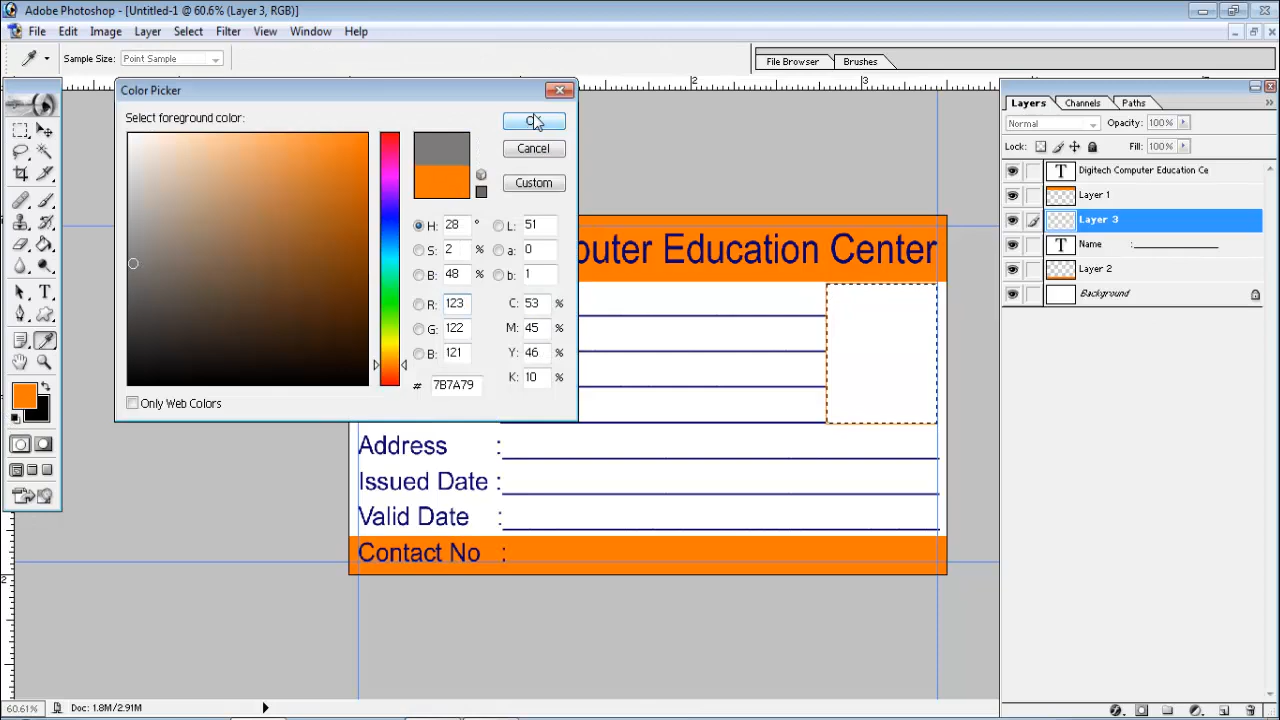 Adobe Photoshop - [Untitled-1 @ 60.6% (Layer 3, RGB)]
File Edit Image Layer Select Filter View Window Help
Sample Size: Point Sample
File Browser Brushes
Color Picker
Select foreground color:
Cancel
Custom
H: 28 °
S: 2 %
B: 48 %
R: 123
G: 122
B: 121
# 7B7A79
L: 51
a: 0
b: 1
C: 53 %
M: 45 %
Y: 46 %
K: 10 %
Only Web Colors
2
3
Layers Channels Paths
Normal Opacity: 100%
Lock: Fill: 100%
T Digitech Computer Education Ce
Layer 1
Layer 3
T Name : ______________
Layer 2
Background
puter Education Center
Address :
Issued Date :
Valid Date :
Contact No :
2
60.61% Doc: 1.8M/2.91M